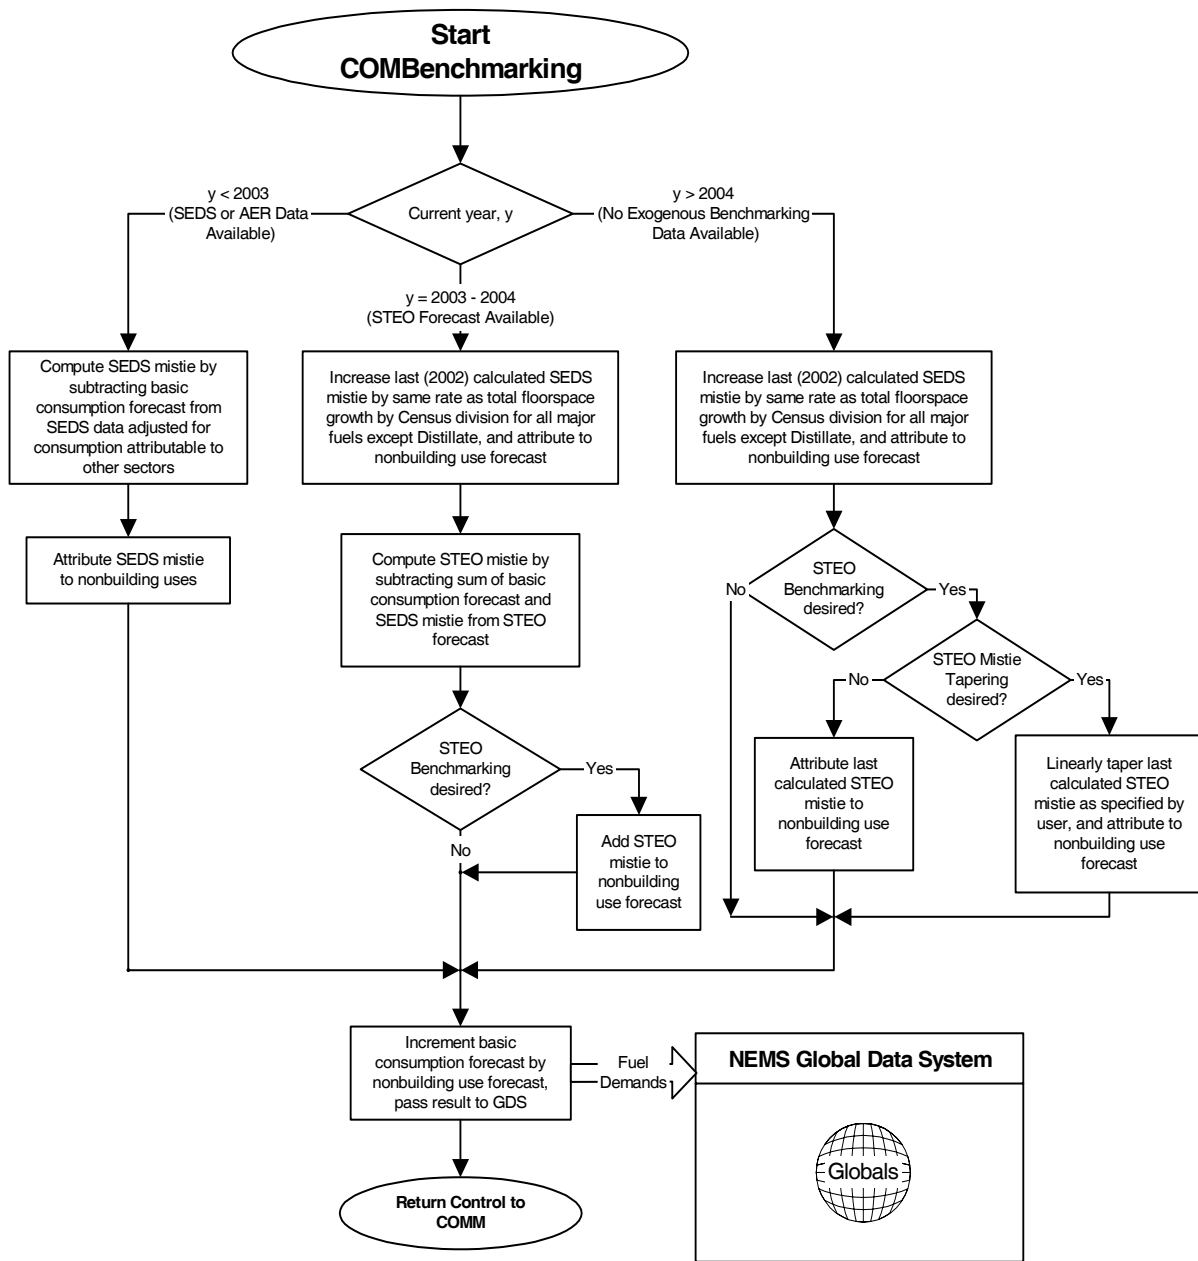 Start
COMBenchmarking
Current year, y
y < 2003
(SEDS or AER Data
Available)
y > 2004
(No Exogenous Benchmarking
Data Available)
y = 2003 - 2004
(STEO Forecast Available)
Compute SEDS mistie by
subtracting basic
consumption forecast from
SEDS data adjusted for
consumption attributable to
other sectors
Attribute SEDS mistie
to nonbuilding uses
Increase last (2002) calculated SEDS
mistie by same rate as total floorspace
growth by Census division for all major
fuels except Distillate, and attribute to
nonbuilding use forecast
Compute STEO mistie by
subtracting sum of basic
consumption forecast and
SEDS mistie from STEO
forecast
STEO
Benchmarking
desired?
Yes
No
Add STEO
mistie to
nonbuilding
use forecast
Increase last (2002) calculated SEDS
mistie by same rate as total floorspace
growth by Census division for all major
fuels except Distillate, and attribute to
nonbuilding use forecast
STEO
Benchmarking
desired?
No
Yes
STEO Mistie
Tapering
desired?
No
Yes
Attribute last
calculated STEO
mistie to
nonbuilding use
forecast
Linearly taper last
calculated STEO
mistie as specified by
user, and attribute to
nonbuilding use
forecast
Increment basic
consumption forecast by
nonbuilding use forecast,
pass result to GDS
Fuel
Demands
NEMS Global Data System
Globals
Return Control to
COMM